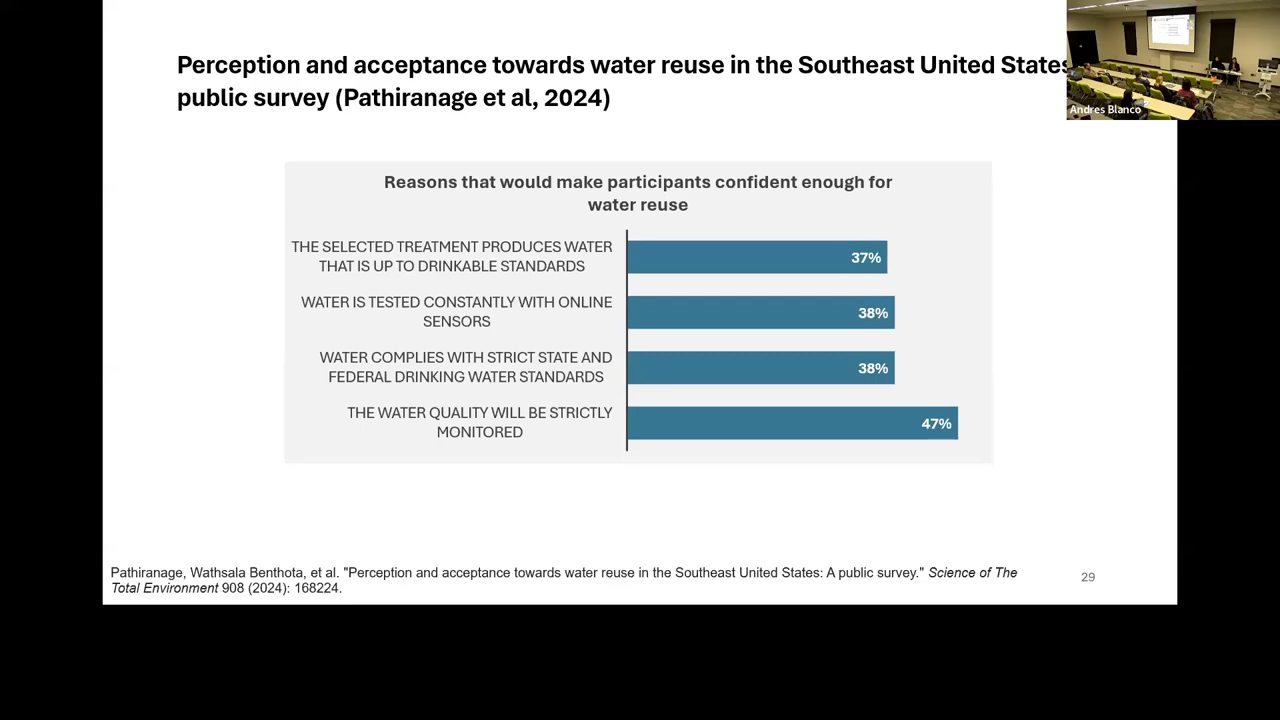 Perception and acceptance towards water reuse in the Southeast United States
public survey (Pathiranage et al, 2024)
Andres Blanco
Reasons that would make participants confident enough for
water reuse
THE SELECTED TREATMENT PRODUCES WATER
THAT IS UP TO DRINKABLE STANDARDS
37%
WATER IS TESTED CONSTANTLY WITH ONLINE
SENSORS
38%
WATER COMPLIES WITH STRICT STATE AND
FEDERAL DRINKING WATER STANDARDS
38%
THE WATER QUALITY WILL BE STRICTLY
MONITORED
47%
Pathiranage, Wathsala Benthota, et al. "Perception and acceptance towards water reuse in the Southeast United States: A public survey." Science of The
Total Environment 908 (2024): 168224.
29